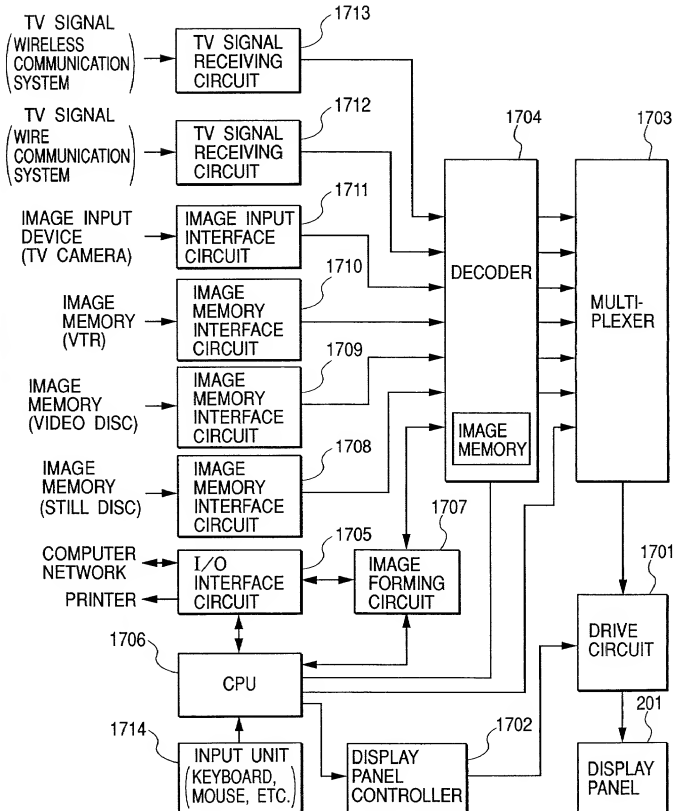 TV SIGNAL
(WIRELESS
COMMUNICATION
SYSTEM)
TV SIGNAL
RECEIVING
CIRCUIT
1713
TV SIGNAL
(WIRE
COMMUNICATION
SYSTEM)
TV SIGNAL
RECEIVING
CIRCUIT
1712
1704
1703
IMAGE INPUT
DEVICE
(TV CAMERA)
IMAGE INPUT
INTERFACE
CIRCUIT
1711
DECODER
MULTI-
PLEXER
IMAGE
MEMORY
(VTR)
IMAGE
MEMORY
INTERFACE
CIRCUIT
1710
IMAGE
MEMORY
(VIDEO DISC)
IMAGE
MEMORY
INTERFACE
CIRCUIT
1709
IMAGE
MEMORY
IMAGE
MEMORY
(STILL DISC)
IMAGE
MEMORY
INTERFACE
CIRCUIT
1708
COMPUTER
NETWORK
PRINTER
I/O
INTERFACE
CIRCUIT
1705
IMAGE
FORMING
CIRCUIT
1707
1701
DRIVE
CIRCUIT
1706
CPU
1714
INPUT UNIT
(KEYBOARD,
MOUSE, ETC.)
DISPLAY
PANEL
CONTROLLER
1702
201
DISPLAY
PANEL